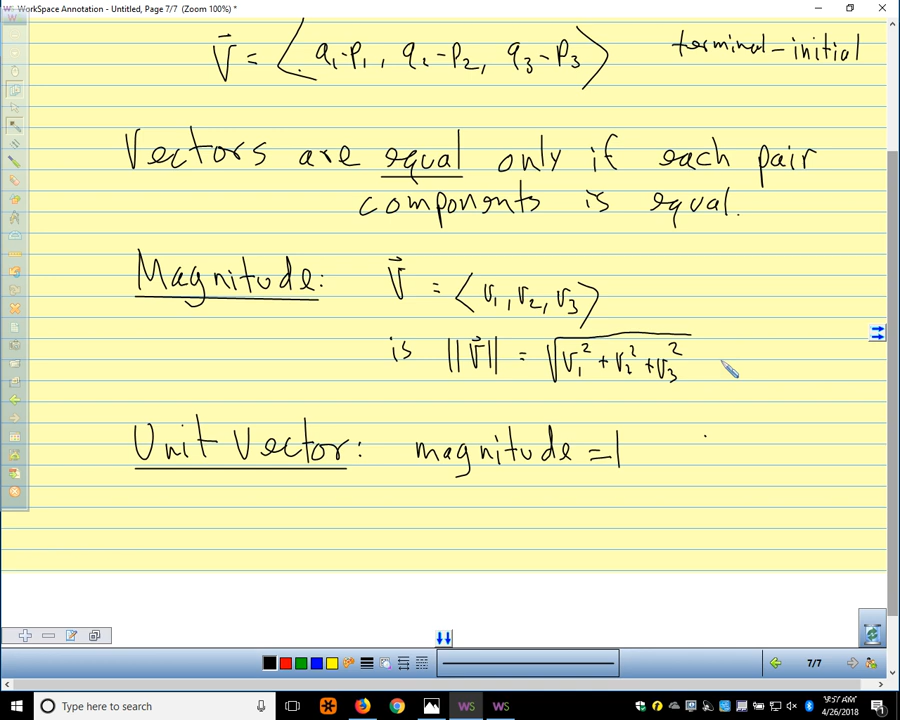 WorkSpace Annotation - Untitled, Page 7/7 (Zoom 100%) *
V⃗ = ⟨q₁-p₁, q₂-p₂, q₃-p₃⟩ terminal-initial
Vectors are equal only if each pair
components is equal.
Magnitude: V⃗ = ⟨v₁, v₂, v₃⟩
is ||V⃗|| = √v₁² + v₂² + v₃²
Unit Vector: magnitude = 1
7/7
Type here to search
WS
WS
4/26/2018